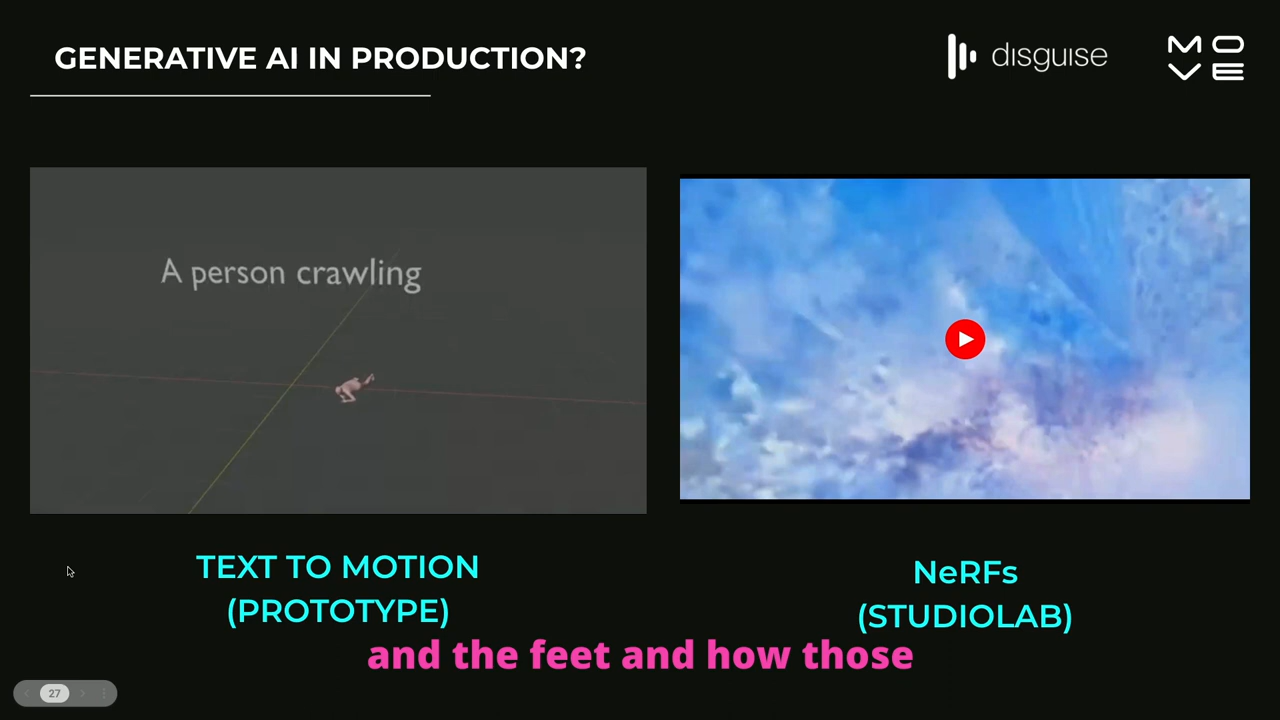 GENERATIVE AI IN PRODUCTION?
disguise
MOVE
A person crawling
TEXT TO MOTION
(PROTOTYPE)
NeRFs
(STUDIOLAB)
and the feet and how those
27